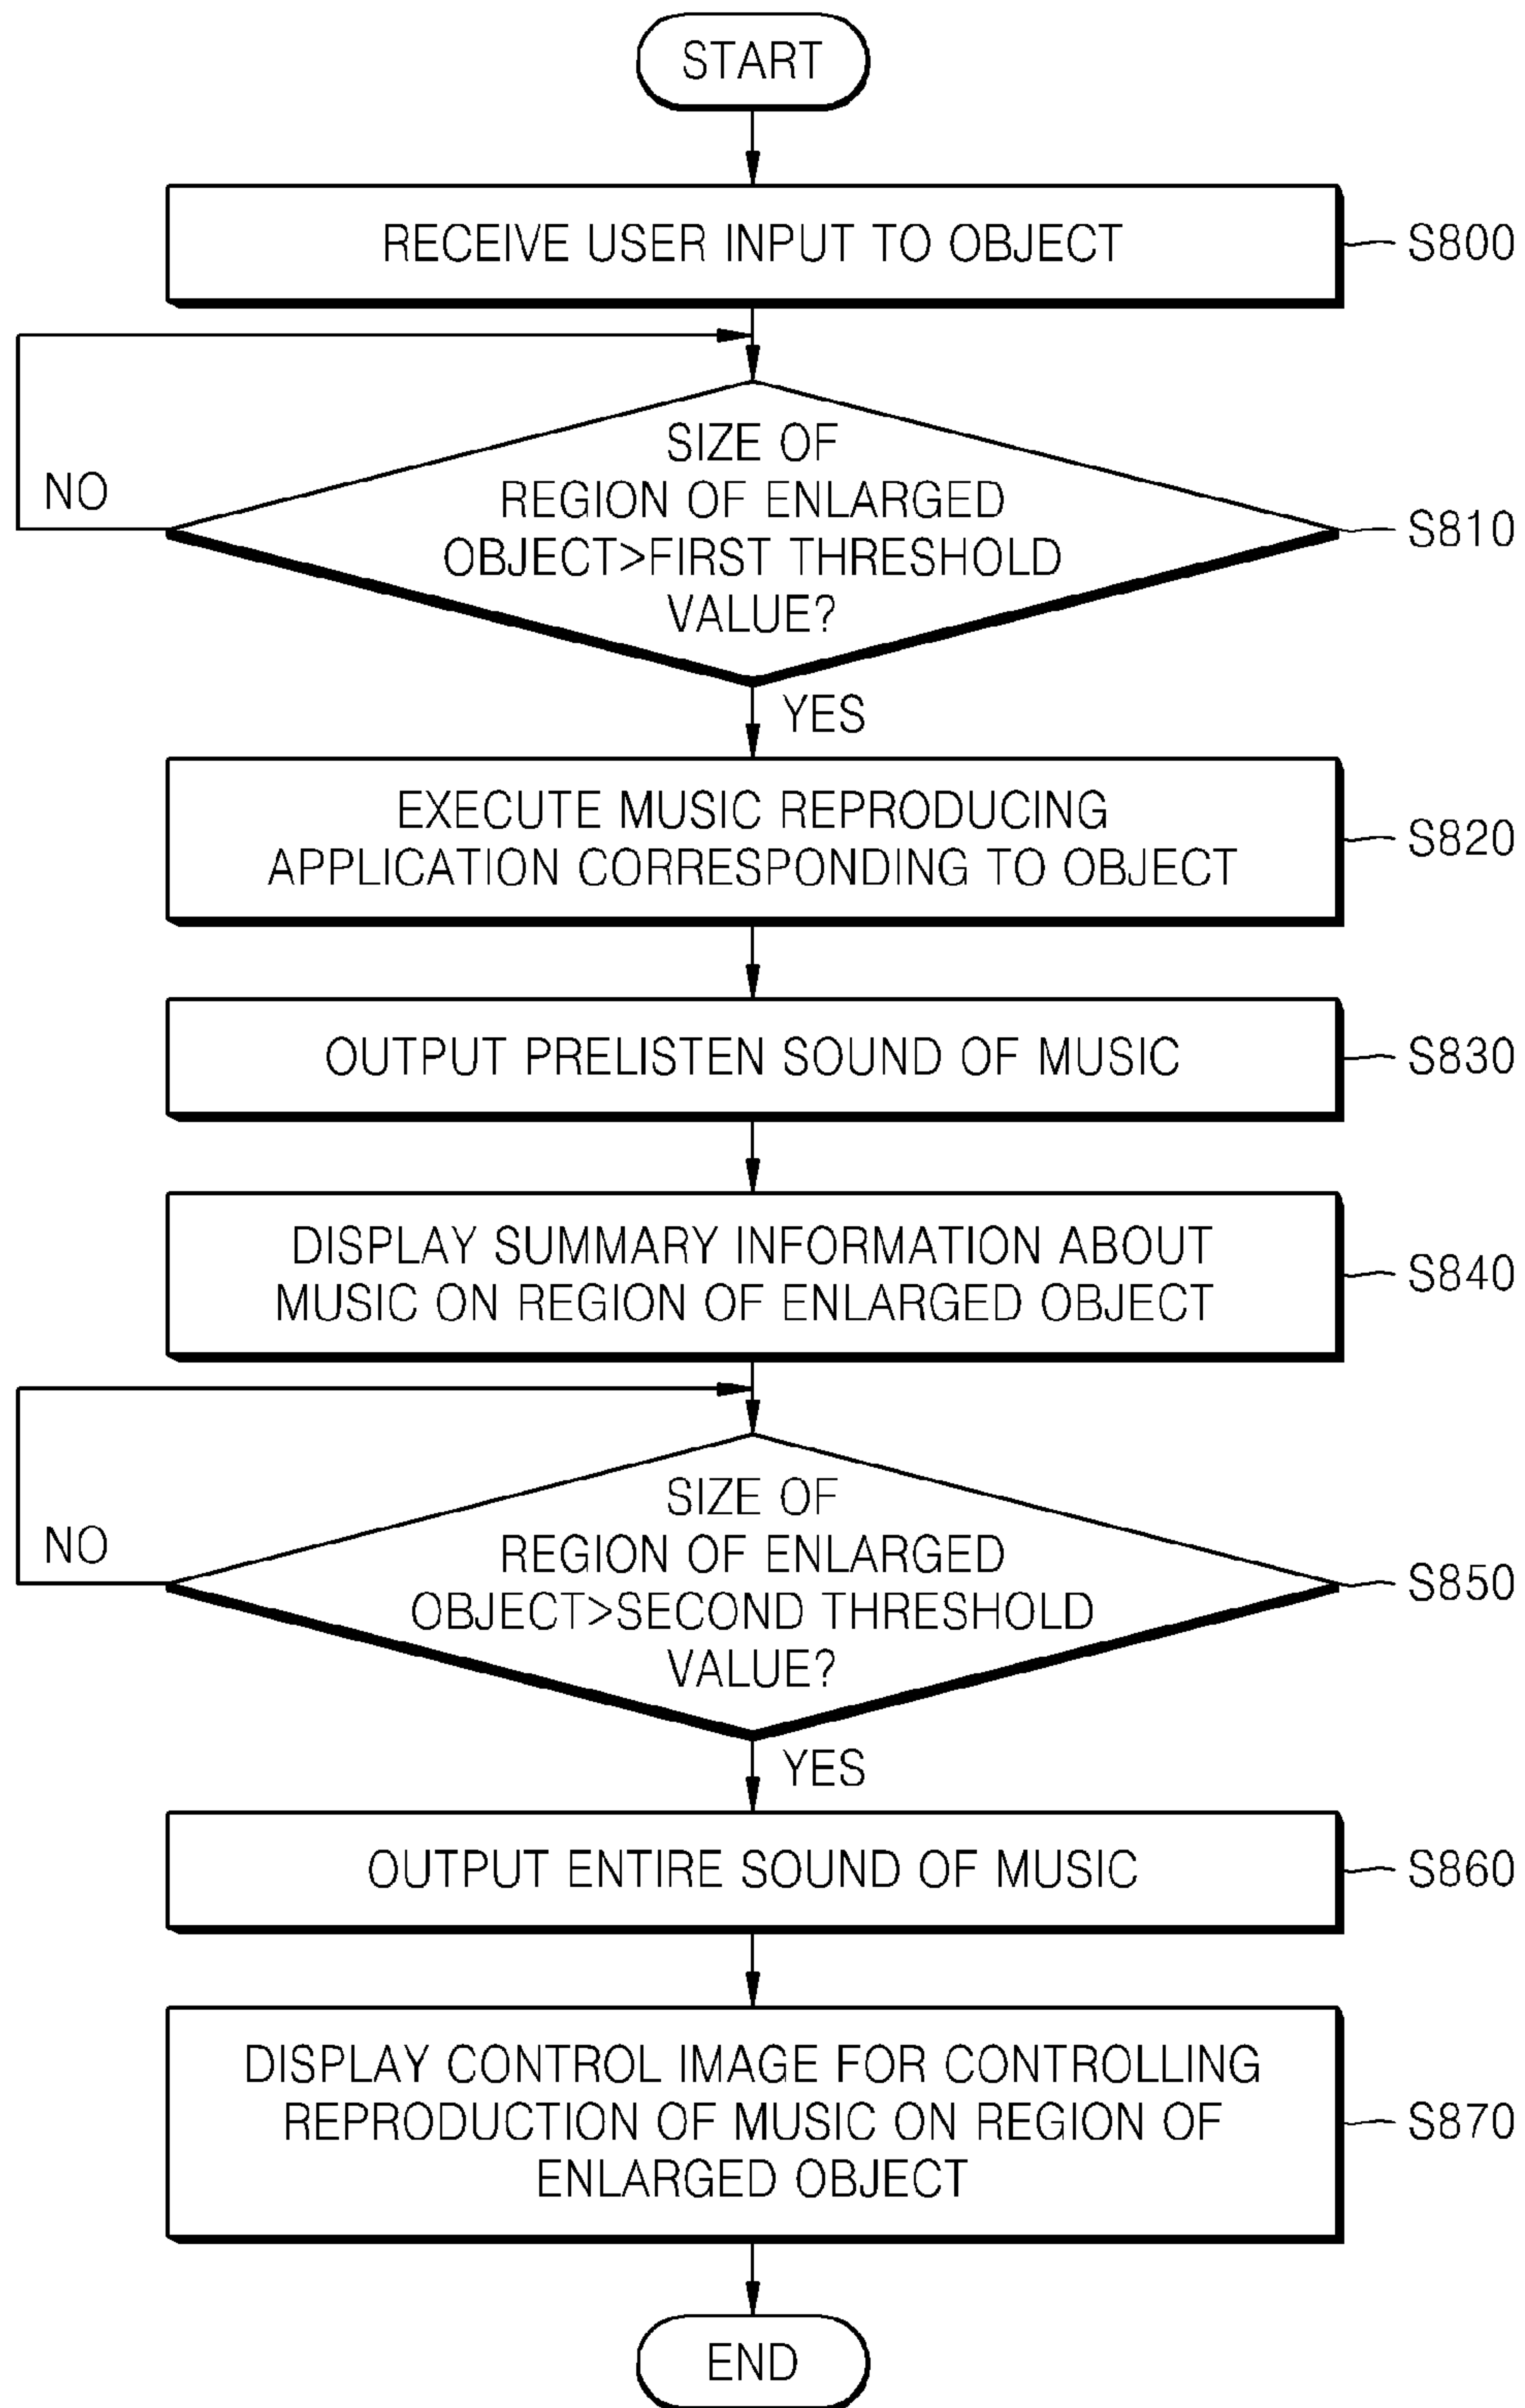 START
RECEIVE USER INPUT TO OBJECT
S800
SIZE OF
REGION OF ENLARGED
OBJECT>FIRST THRESHOLD
VALUE?
NO
S810
YES
EXECUTE MUSIC REPRODUCING
APPLICATION CORRESPONDING TO OBJECT
S820
OUTPUT PRELISTEN SOUND OF MUSIC
S830
DISPLAY SUMMARY INFORMATION ABOUT
MUSIC ON REGION OF ENLARGED OBJECT
S840
SIZE OF
REGION OF ENLARGED
OBJECT>SECOND THRESHOLD
VALUE?
NO
S850
YES
OUTPUT ENTIRE SOUND OF MUSIC
S860
DISPLAY CONTROL IMAGE FOR CONTROLLING
REPRODUCTION OF MUSIC ON REGION OF
ENLARGED OBJECT
S870
END